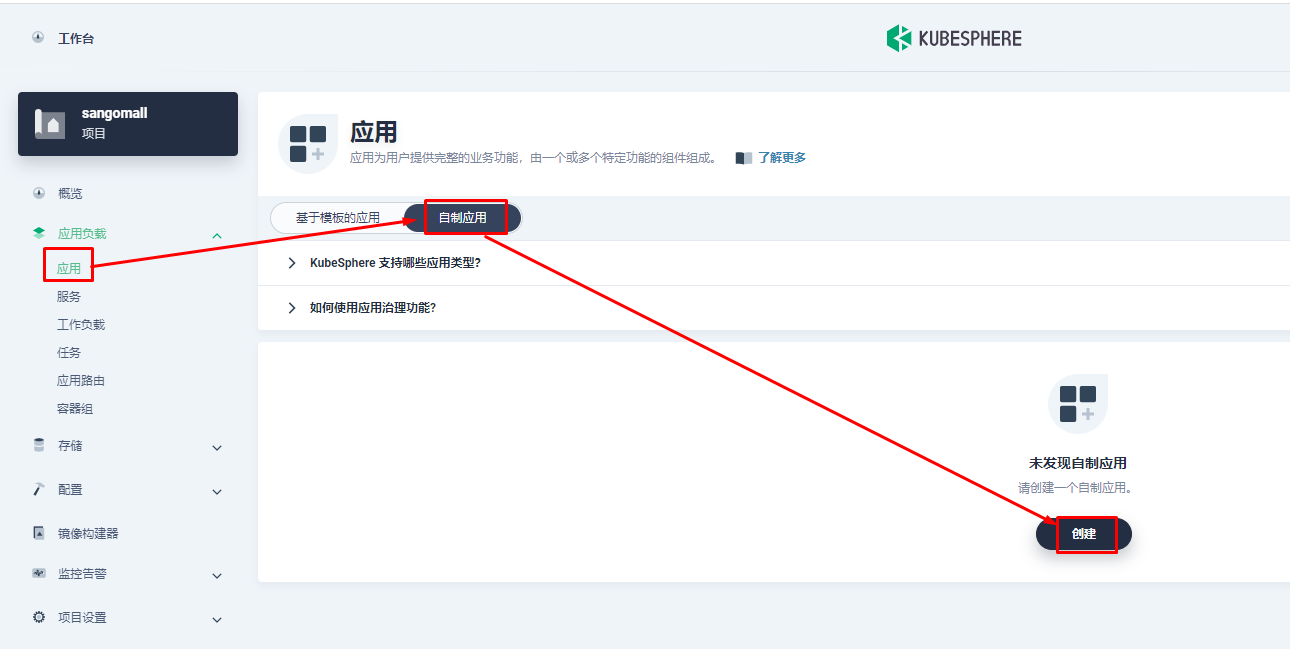 工作台
KUBESPHERE
sangomall
项目
概览
应用负载
应用
服务
工作负载
任务
应用路由
容器组
存储
配置
镜像构建器
监控告警
项目设置
应用
应用为用户提供完整的业务功能，由一个或多个特定功能的组件组成。 了解更多
基于模板的应用 自制应用
KubeSphere 支持哪些应用类型?
如何使用应用治理功能?
未发现自制应用
请创建一个自制应用。
创建